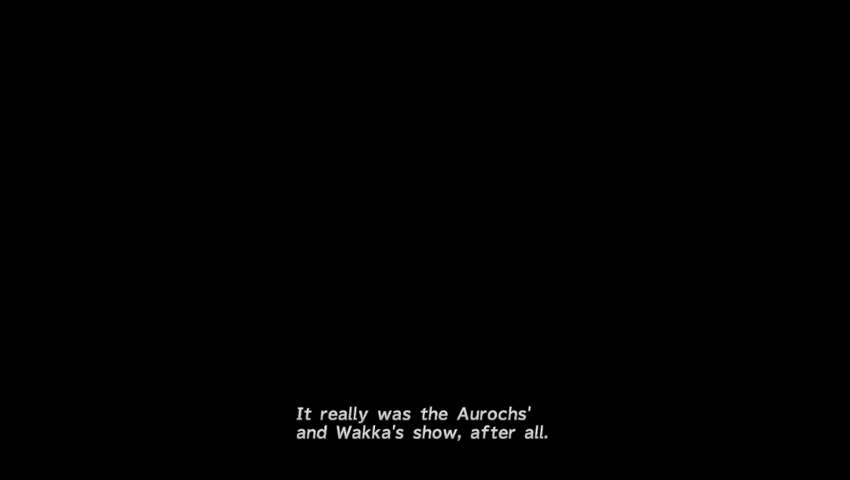 It really was the Aurochs'
and Wakka's show, after all.